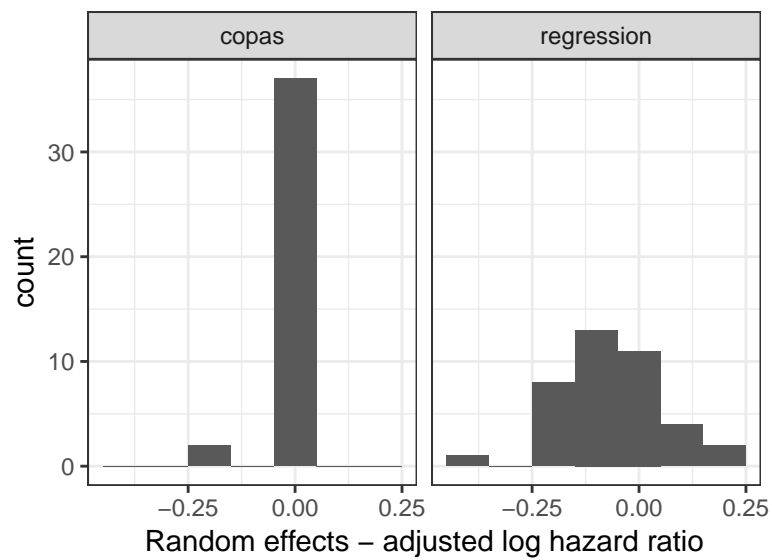 copas regression
30
20
10
0
count
−0.25 0.00 0.25 −0.25 0.00 0.25
Random effects − adjusted log hazard ratio